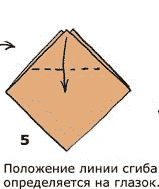 5
Положение линии сгиба
определяется на глазок.